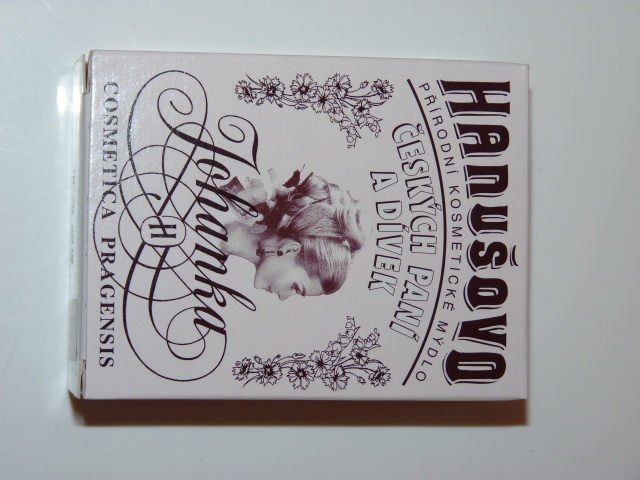 HANUŠOVO
PŘÍRODNÍ KOSMETICKÉ MÝDLO
ČESKÝCH PANÍ
A DÍVEK
Johanka
H
COSMETICA PRAGENSIS